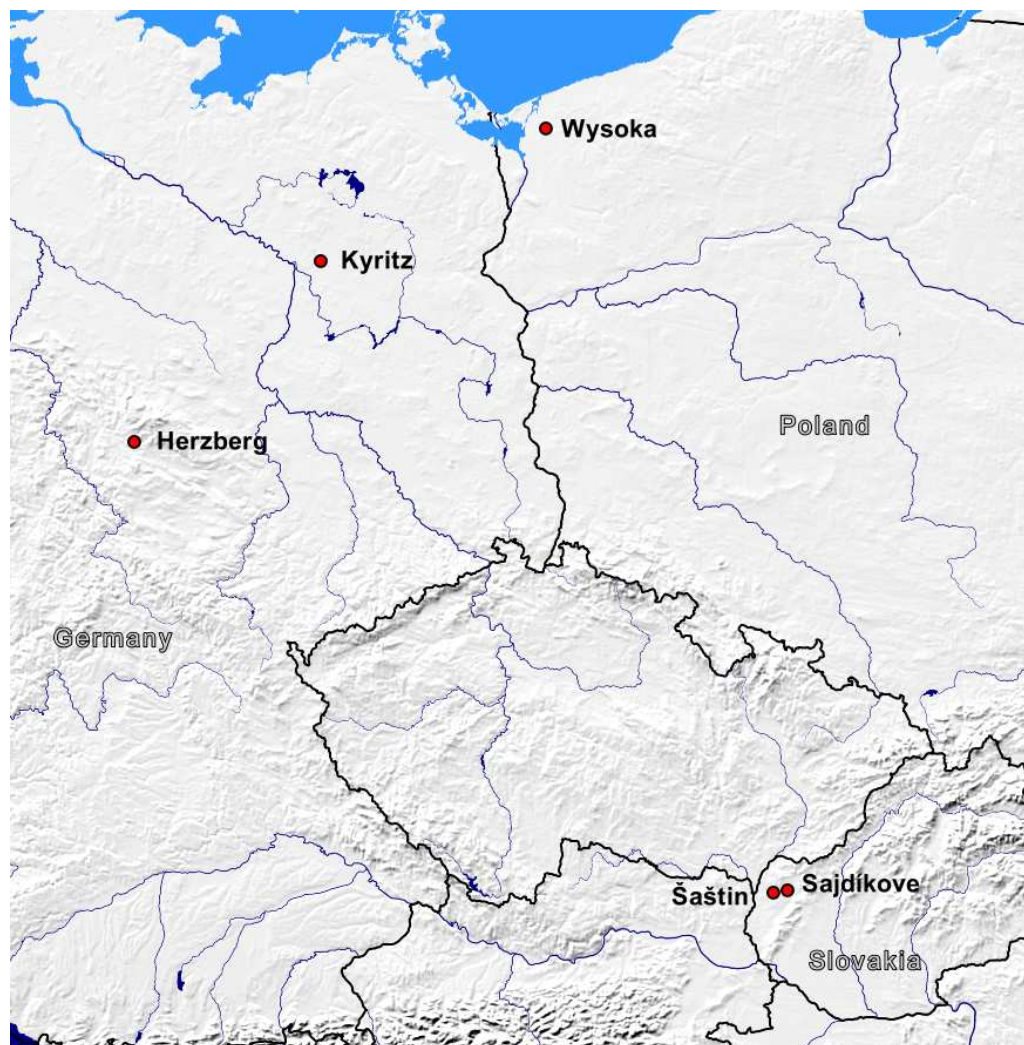 Wysoka
Kyritz
Poland
Herzberg
Germany
Šaštin
Sajdíkove
Slovakia